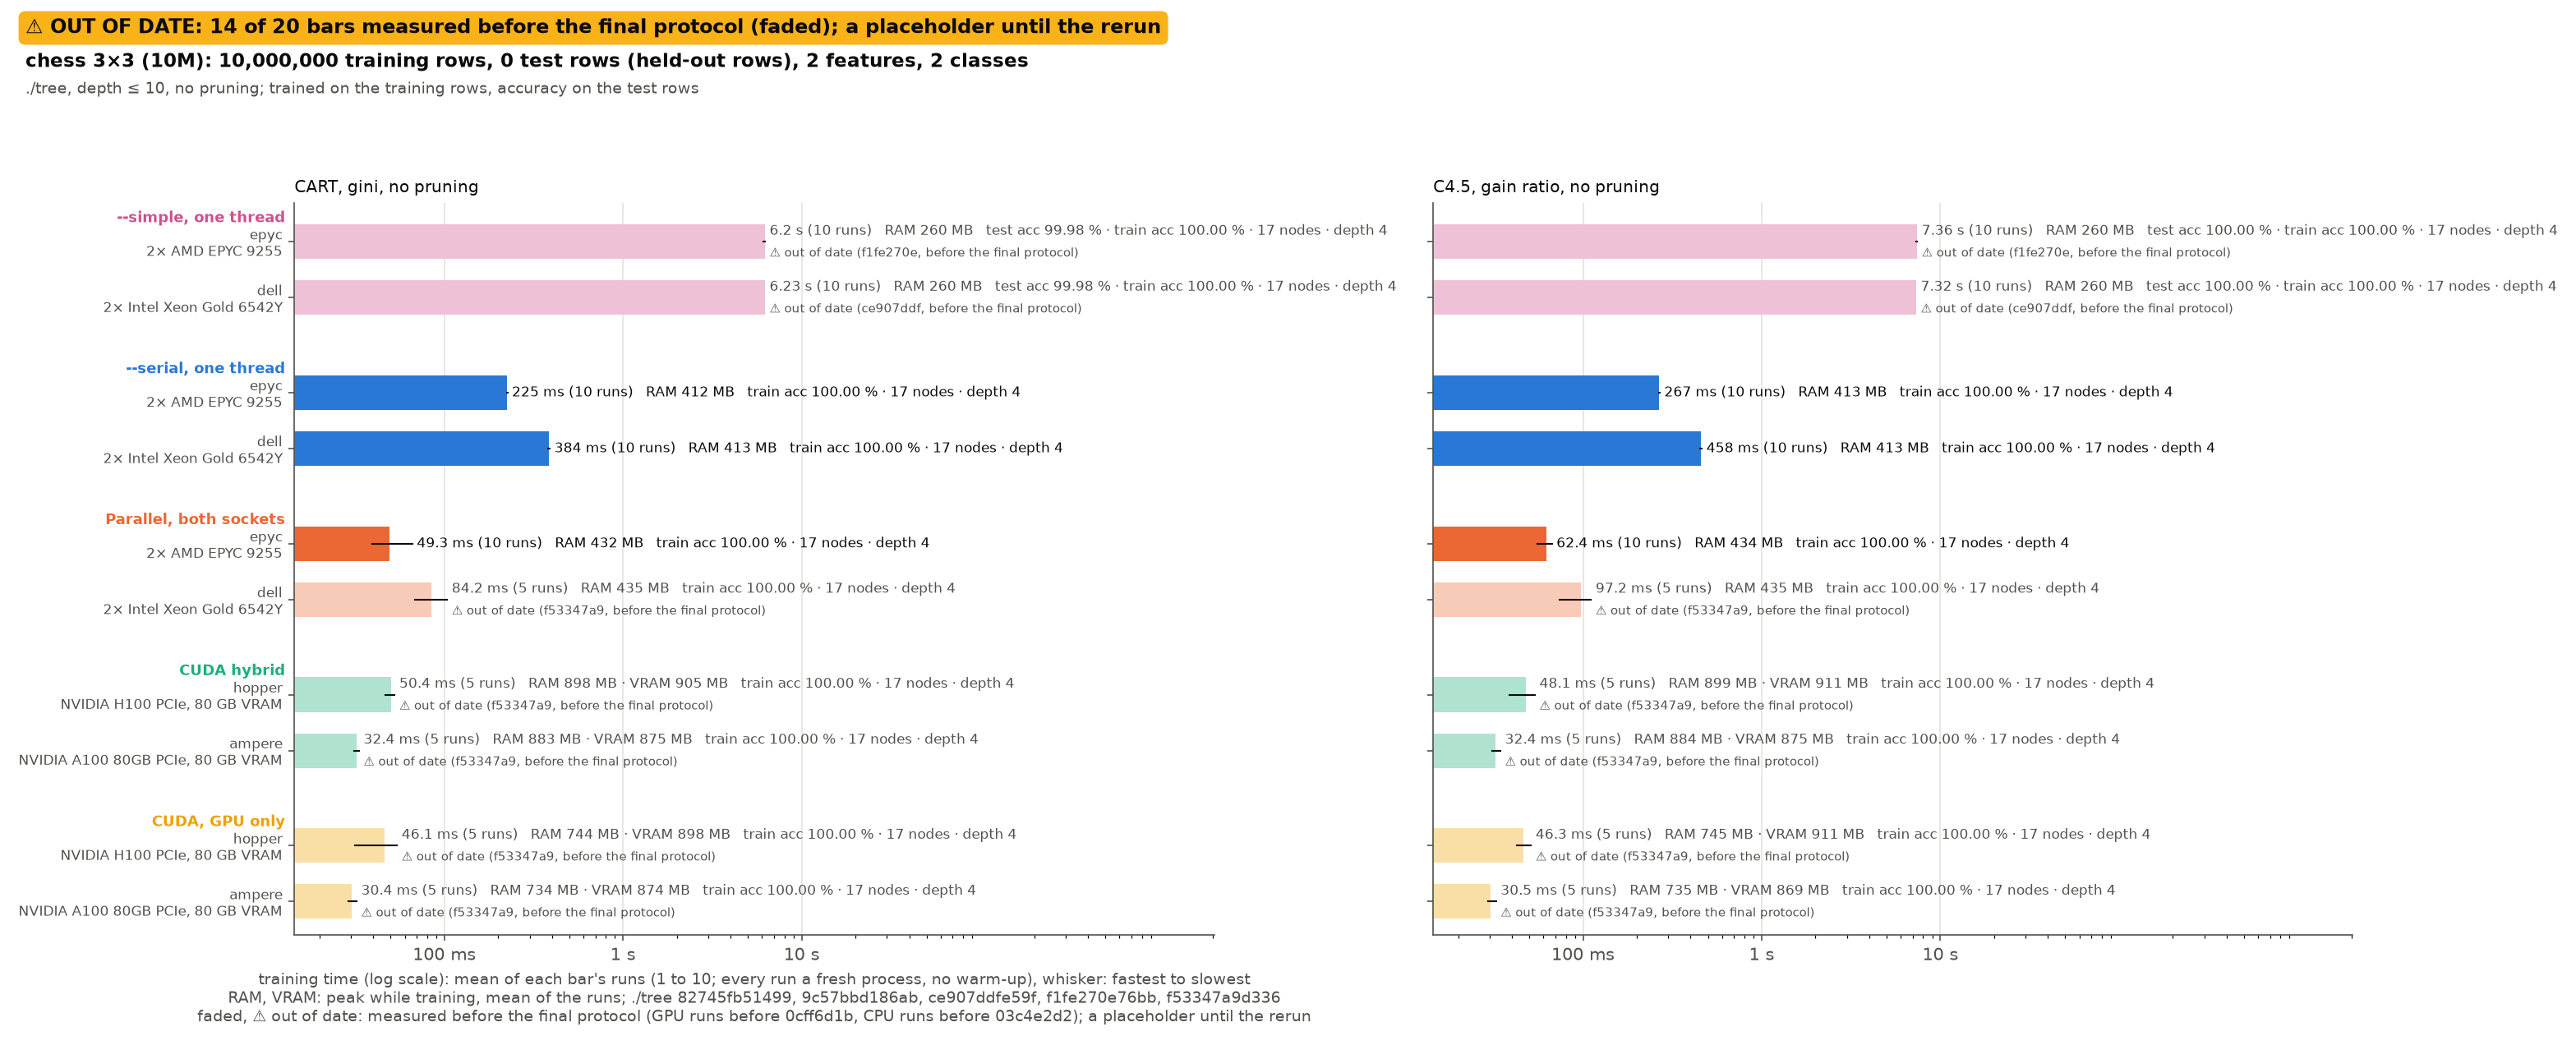 ⚠ OUT OF DATE: 14 of 20 bars measured before the final protocol (faded); a placeholder until the rerun
chess 3×3 (10M): 10,000,000 training rows, 0 test rows (held-out rows), 2 features, 2 classes
./tree, depth ≤ 10, no pruning; trained on the training rows, accuracy on the test rows
CART, gini, no pruning
--simple, one thread
epyc
2× AMD EPYC 9255
6.2 s (10 runs) RAM 260 MB test acc 99.98 % · train acc 100.00 % · 17 nodes · depth 4
⚠ out of date (f1fe270e, before the final protocol)
dell
2× Intel Xeon Gold 6542Y
6.23 s (10 runs) RAM 260 MB test acc 99.98 % · train acc 100.00 % · 17 nodes · depth 4
⚠ out of date (ce907ddf, before the final protocol)
--serial, one thread
epyc
2× AMD EPYC 9255
225 ms (10 runs) RAM 412 MB train acc 100.00 % · 17 nodes · depth 4
dell
2× Intel Xeon Gold 6542Y
384 ms (10 runs) RAM 413 MB train acc 100.00 % · 17 nodes · depth 4
Parallel, both sockets
epyc
2× AMD EPYC 9255
49.3 ms (10 runs) RAM 432 MB train acc 100.00 % · 17 nodes · depth 4
dell
2× Intel Xeon Gold 6542Y
84.2 ms (5 runs) RAM 435 MB train acc 100.00 % · 17 nodes · depth 4
⚠ out of date (f53347a9, before the final protocol)
CUDA hybrid
hopper
NVIDIA H100 PCIe, 80 GB VRAM
50.4 ms (5 runs) RAM 898 MB · VRAM 905 MB train acc 100.00 % · 17 nodes · depth 4
⚠ out of date (f53347a9, before the final protocol)
ampere
NVIDIA A100 80GB PCIe, 80 GB VRAM
32.4 ms (5 runs) RAM 883 MB · VRAM 875 MB train acc 100.00 % · 17 nodes · depth 4
⚠ out of date (f53347a9, before the final protocol)
CUDA, GPU only
hopper
NVIDIA H100 PCIe, 80 GB VRAM
46.1 ms (5 runs) RAM 744 MB · VRAM 898 MB train acc 100.00 % · 17 nodes · depth 4
⚠ out of date (f53347a9, before the final protocol)
ampere
NVIDIA A100 80GB PCIe, 80 GB VRAM
30.4 ms (5 runs) RAM 734 MB · VRAM 874 MB train acc 100.00 % · 17 nodes · depth 4
⚠ out of date (f53347a9, before the final protocol)
100 ms 1 s 10 s
C4.5, gain ratio, no pruning
7.36 s (10 runs) RAM 260 MB test acc 100.00 % · train acc 100.00 % · 17 nodes · depth 4
⚠ out of date (f1fe270e, before the final protocol)
7.32 s (10 runs) RAM 260 MB test acc 100.00 % · train acc 100.00 % · 17 nodes · depth 4
⚠ out of date (ce907ddf, before the final protocol)
267 ms (10 runs) RAM 413 MB train acc 100.00 % · 17 nodes · depth 4
458 ms (10 runs) RAM 413 MB train acc 100.00 % · 17 nodes · depth 4
62.4 ms (10 runs) RAM 434 MB train acc 100.00 % · 17 nodes · depth 4
97.2 ms (5 runs) RAM 435 MB train acc 100.00 % · 17 nodes · depth 4
⚠ out of date (f53347a9, before the final protocol)
48.1 ms (5 runs) RAM 899 MB · VRAM 911 MB train acc 100.00 % · 17 nodes · depth 4
⚠ out of date (f53347a9, before the final protocol)
32.4 ms (5 runs) RAM 884 MB · VRAM 875 MB train acc 100.00 % · 17 nodes · depth 4
⚠ out of date (f53347a9, before the final protocol)
46.3 ms (5 runs) RAM 745 MB · VRAM 911 MB train acc 100.00 % · 17 nodes · depth 4
⚠ out of date (f53347a9, before the final protocol)
30.5 ms (5 runs) RAM 735 MB · VRAM 869 MB train acc 100.00 % · 17 nodes · depth 4
⚠ out of date (f53347a9, before the final protocol)
100 ms 1 s 10 s
training time (log scale): mean of each bar's runs (1 to 10; every run a fresh process, no warm-up), whisker: fastest to slowest
RAM, VRAM: peak while training, mean of the runs; ./tree 82745fb51499, 9c57bbd186ab, ce907ddfe59f, f1fe270e76bb, f53347a9d336
faded, ⚠ out of date: measured before the final protocol (GPU runs before 0cff6d1b, CPU runs before 03c4e2d2); a placeholder until the rerun